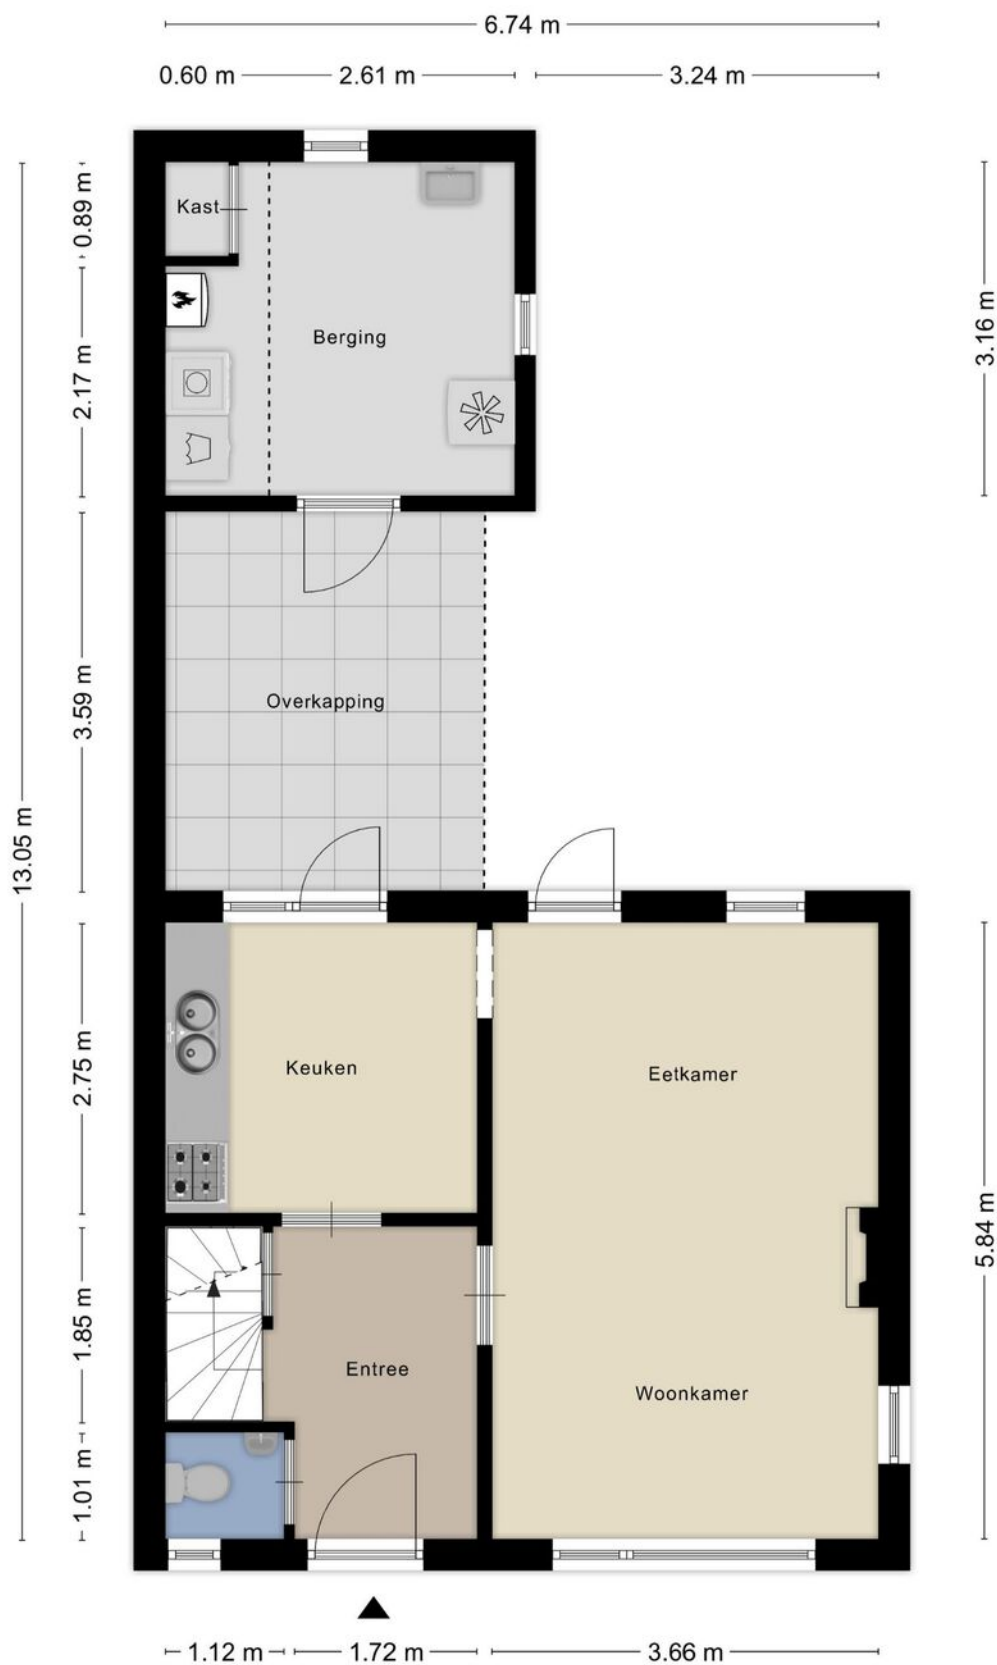 6.74 m
0.60 m
2.61 m
3.24 m
0.89 m
Kast
3.16 m
Berging
2.17 m
3.59 m
Overkapping
13.05 m
2.75 m
Keuken
Eetkamer
5.84 m
1.85 m
Entree
Woonkamer
1.01 m
1.12 m
1.72 m
3.66 m